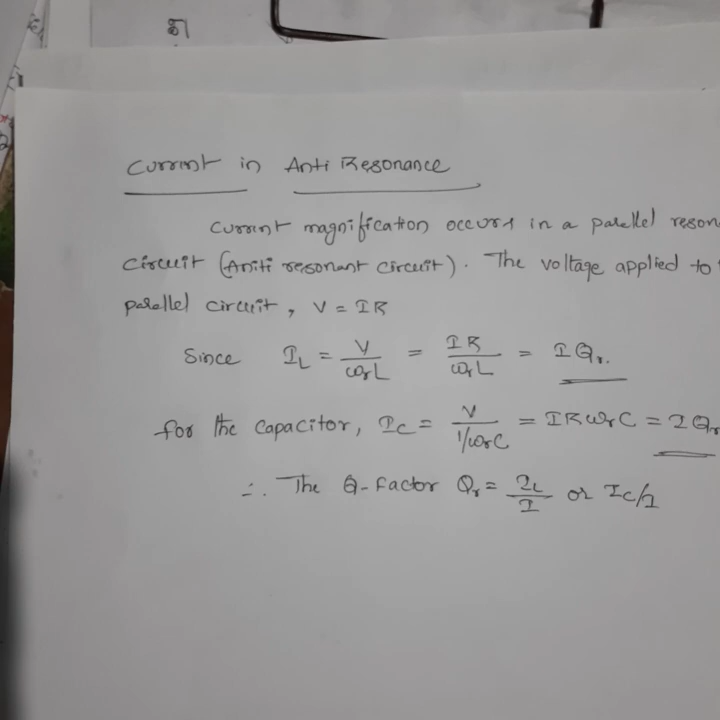 Current in Anti Resonance
Current magnification occurs in a parellel reson
circuit (Aniti resonant circuit). The voltage applied to
parallel circuit, V = IR
Since I_L = V/ω_rL = IR/ω_rL = IQ_r.
for the capacitor, I_C = V/1/ω_rC = IRω_rC = IQ_r
∴. The Q-factor Q_r = I_L/I or I_C/I